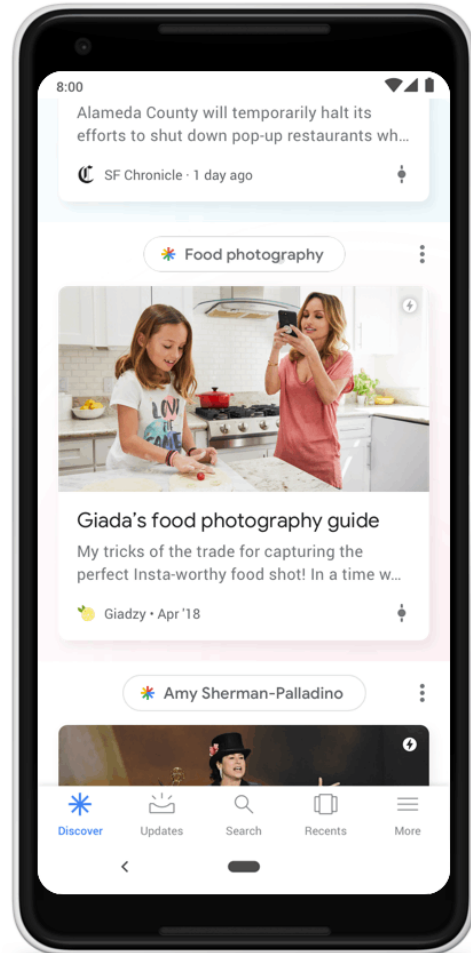 8:00
Alameda County will temporarily halt its
efforts to shut down pop-up restaurants wh...
SF Chronicle · 1 day ago
Food photography
LOVE
THE
Giada's food photography guide
My tricks of the trade for capturing the
perfect Insta-worthy food shot! In a time w...
Giadzy • Apr '18
Amy Sherman-Palladino
Discover
Updates
Search
Recents
More